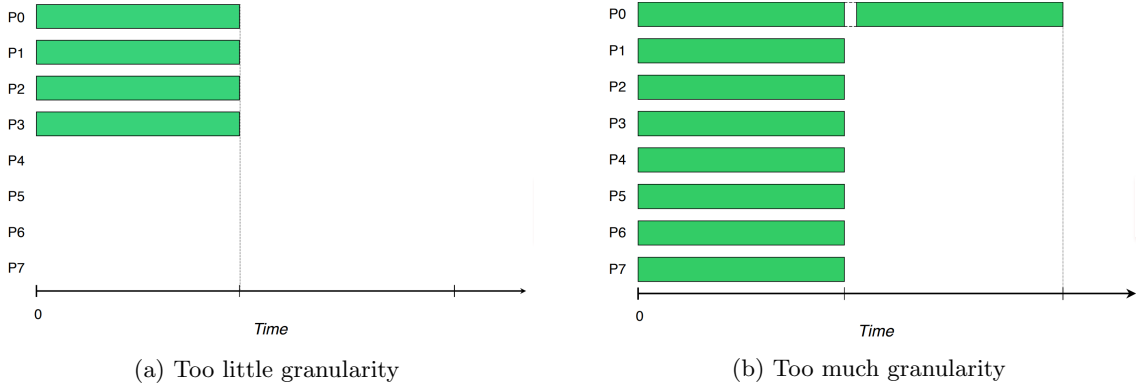 P0
P1
P2
P3
P4
P5
P6
P7
0
Time
(a) Too little granularity
P0
P1
P2
P3
P4
P5
P6
P7
0
Time
(b) Too much granularity